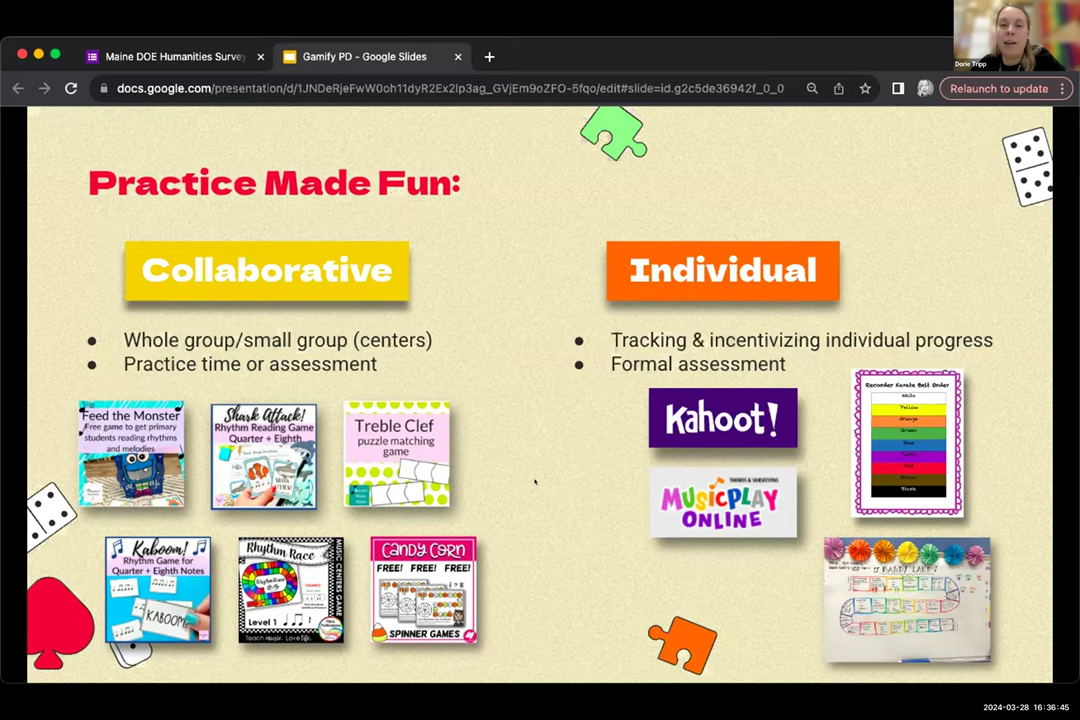 Dorie Tripp
Maine DOE Humanities Survey
Gamify PD - Google Slides
docs.google.com/presentation/d/1JNDeRjeFwW0oh11dyR2Ex2Ip3ag_GVjEm9oZFO-5fqo/edit#slide=id.g2c5de36942f_0_0
Relaunch to update
Practice Made Fun:
Collaborative
Whole group/small group (centers)
Practice time or assessment
Feed the Monster
Free game to get primary
students reading rhythms
and melodies
Shark Attack!
Rhythm Reading Game
Quarter + Eighth
Treble Clef
puzzle matching
game
Kaboom!
Rhythm Game for
Quarter + Eighth Notes
KABOOM!
Rhythm Race
MUSIC CENTERS GAME
Level 1
Teach music. Love life.
CANDY CORN
FREE! FREE! FREE!
SPINNER GAMES
Individual
Tracking & incentivizing individual progress
Formal assessment
Kahoot!
THEMES & VARIATIONS
MUSICPLAY
ONLINE
Recorder Karate Belt Order
White
Yellow
Orange
Green
Blue
Purple
Red
Brown
Black
2024-03-28 16:36:45